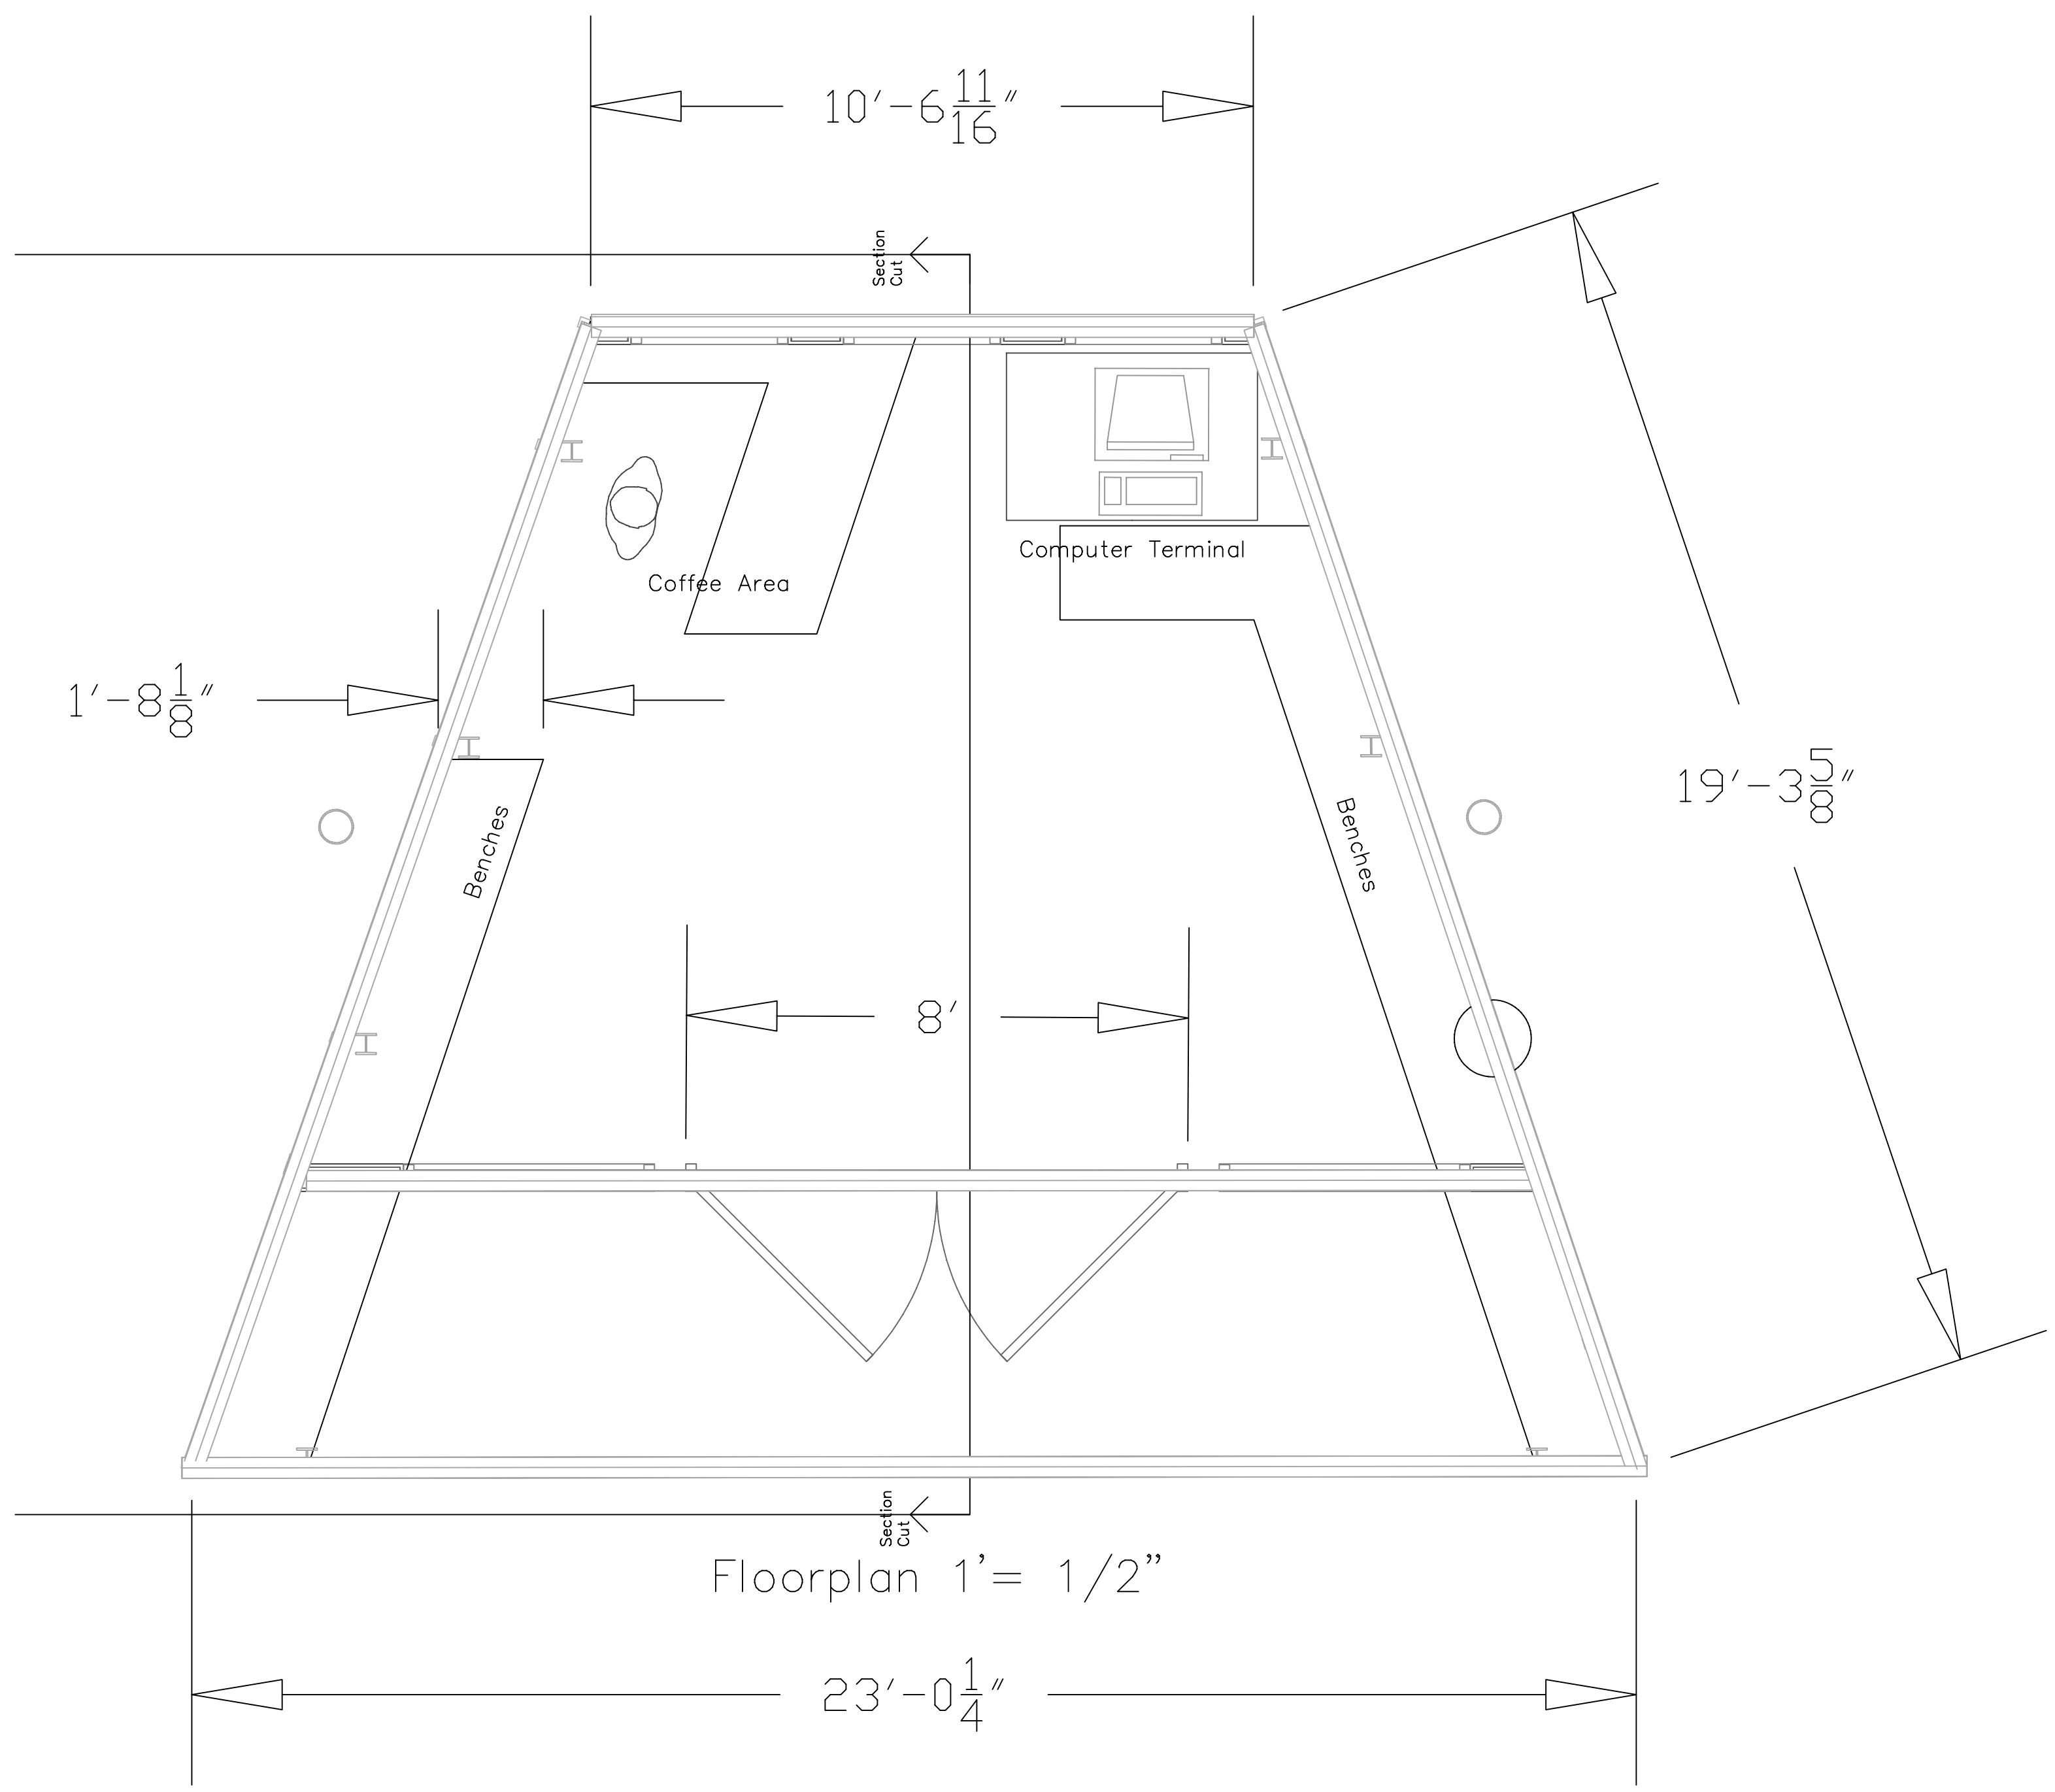 10'-6 11/16"
Section
Cut
Computer Terminal
Coffee Area
1'-8 1/8"
19'-3 5/8"
Benches
Benches
8'
Section
Cut
Floorplan 1'= 1/2"
23'-0 1/4"